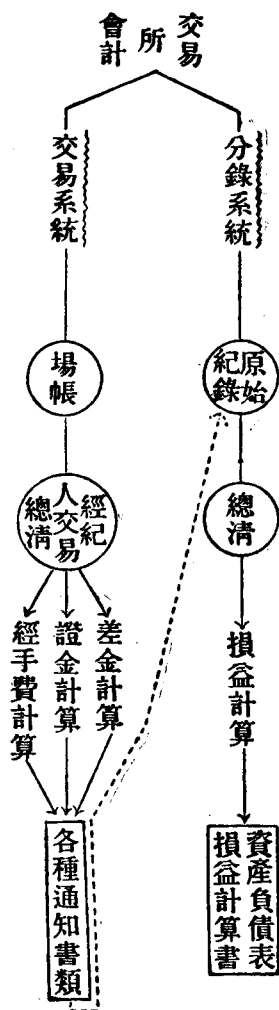 交易所會計
分錄系統
原始紀錄
總清
損益計算
資產負債表
損益計算書
交易系統
場帳
經紀人交易總清
差金計算
證金計算
經手費計算
各種通知書類